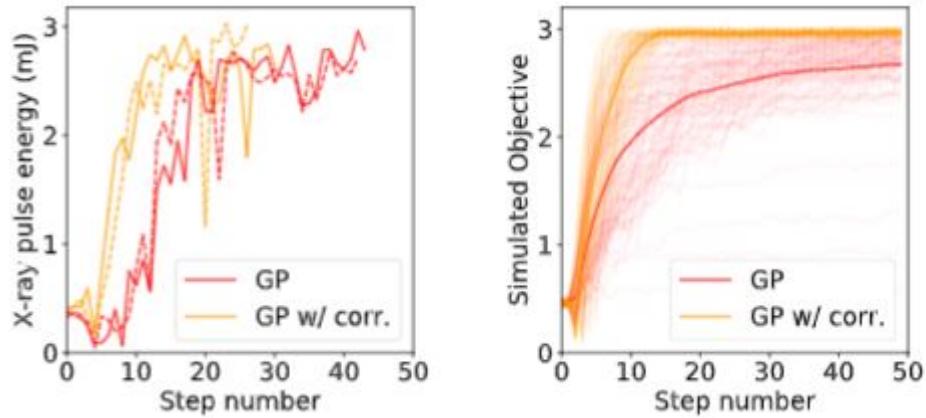 X-ray pulse energy (mJ)
3
2
1
0
0 10 20 30 40 50
Step number
GP
GP w/ corr.
Simulated Objective
3
2
1
0
0 10 20 30 40 50
Step number
GP
GP w/ corr.